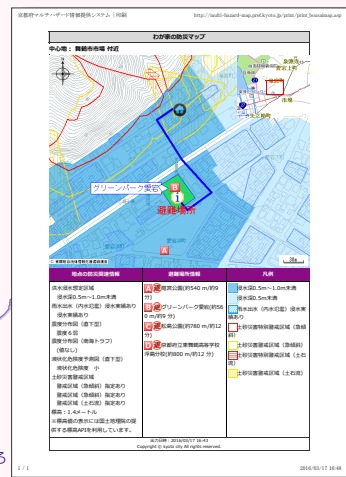 京都府マルチハザード情報提供システム | 印刷
http://multi-hazard-map.pref.kyoto.jp/print/print_bousaimap.asp
わが家の防災マップ
中心地： 舞鶴市市場 付近
市場
グリーンパーク愛宕
B
1
避難場所
A
20m
地点の防災関連情報
洪水浸水想定区域
浸水深0.5m～1.0m未満
雨水出水（内水氾濫）浸水実績あり
浸水実績あり
震度分布図（直下型）
震度６弱
震度分布図（南海トラフ）
(値なし)
液状化危険度予測図（直下型）
液状化危険度 小
土砂災害警戒区域
警戒区域（急傾斜）指定あり
警戒区域（急傾斜）指定あり
警戒区域（土石流）指定あり
標高：1.4メートル
※標高値の表示には国土地理院の提
供する標高APIを利用しています。
避難場所情報
A 避 竜宮公園(約540 m/約9
分)
B 避 グリーンパーク愛宕(約56
0 m/約9 分)
C 避 松島公園(約780 m/約12
分)
D 避 京都府立東舞鶴高等学校
浮島分校(約800 m/約12 分)
凡例
浸水深0.5m～1.0m未満
浸水深0.5m未満
雨水出水（内水氾濫）浸水実
績あり
土砂災害特別警戒区域（急傾
斜）
土砂災害警戒区域（急傾斜）
土砂災害特別警戒区域（土石
流）
土砂災害警戒区域（土石流）
出力日時 : 2016/03/17 16:43
Copyright © kyoto city All rights reserved.
1 / 1
2016/03/17 16:48
る